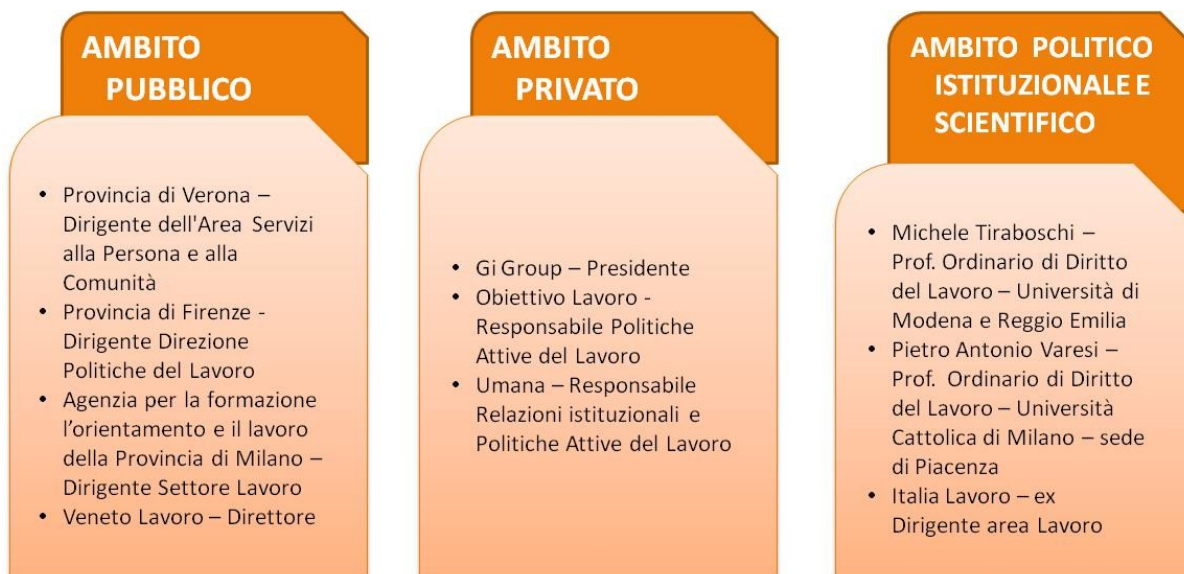 AMBITO
PUBBLICO
• Provincia di Verona –
Dirigente dell'Area Servizi
alla Persona e alla
Comunità
• Provincia di Firenze -
Dirigente Direzione
Politiche del Lavoro
• Agenzia per la formazione
l’orientamento e il lavoro
della Provincia di Milano –
Dirigente Settore Lavoro
• Veneto Lavoro – Direttore
AMBITO
PRIVATO
• Gi Group – Presidente
• Obiettivo Lavoro -
Responsabile Politiche
Attive del Lavoro
• Umana – Responsabile
Relazioni istituzionali e
Politiche Attive del Lavoro
AMBITO POLITICO
ISTITUZIONALE E
SCIENTIFICO
• Michele Tiraboschi –
Prof. Ordinario di Diritto
del Lavoro – Università di
Modena e Reggio Emilia
• Pietro Antonio Varesi –
Prof. Ordinario di Diritto
del Lavoro – Università
Cattolica di Milano – sede
di Piacenza
• Italia Lavoro – ex
Dirigente area Lavoro